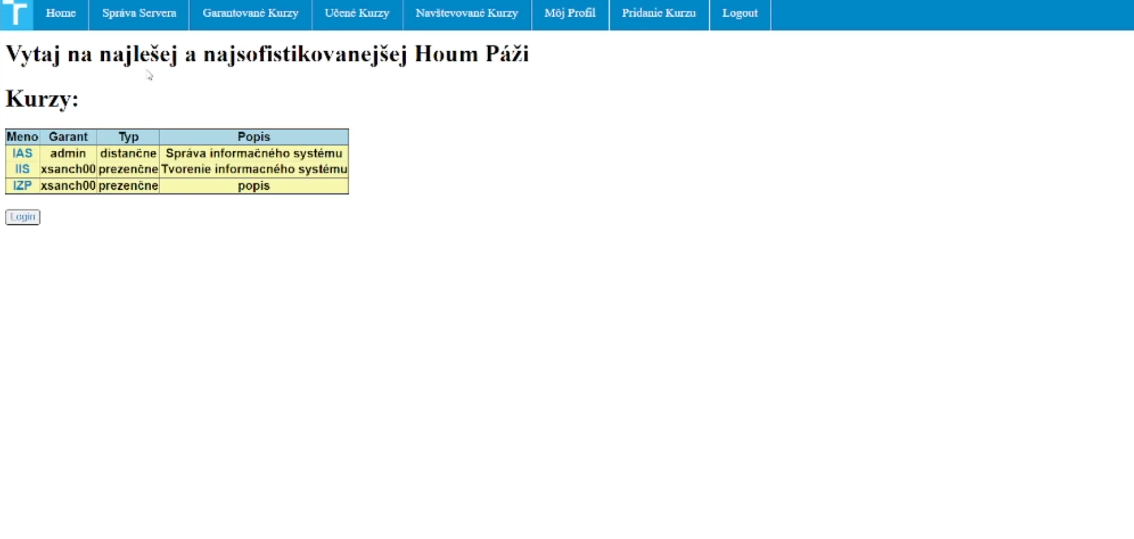 Home Správa Servera Garantované Kurzy Učené Kurzy Navštevované Kurzy Môj Profil Pridanie Kurzu Logout
Vytaj na najlešej a najsofistikovanejšej Houm Páži
Kurzy:
Meno Garant Typ Popis
IAS admin distančne Správa informačného systému
IIS xsanch00 prezenčne Tvorenie informacného systému
IZP xsanch00 prezenčne popis
Login